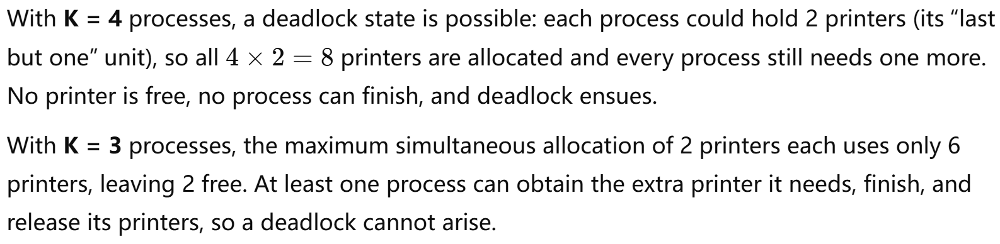 With K = 4 processes, a deadlock state is possible: each process could hold 2 printers (its “last
but one” unit), so all 4 × 2 = 8 printers are allocated and every process still needs one more.
No printer is free, no process can finish, and deadlock ensues.
With K = 3 processes, the maximum simultaneous allocation of 2 printers each uses only 6
printers, leaving 2 free. At least one process can obtain the extra printer it needs, finish, and
release its printers, so a deadlock cannot arise.